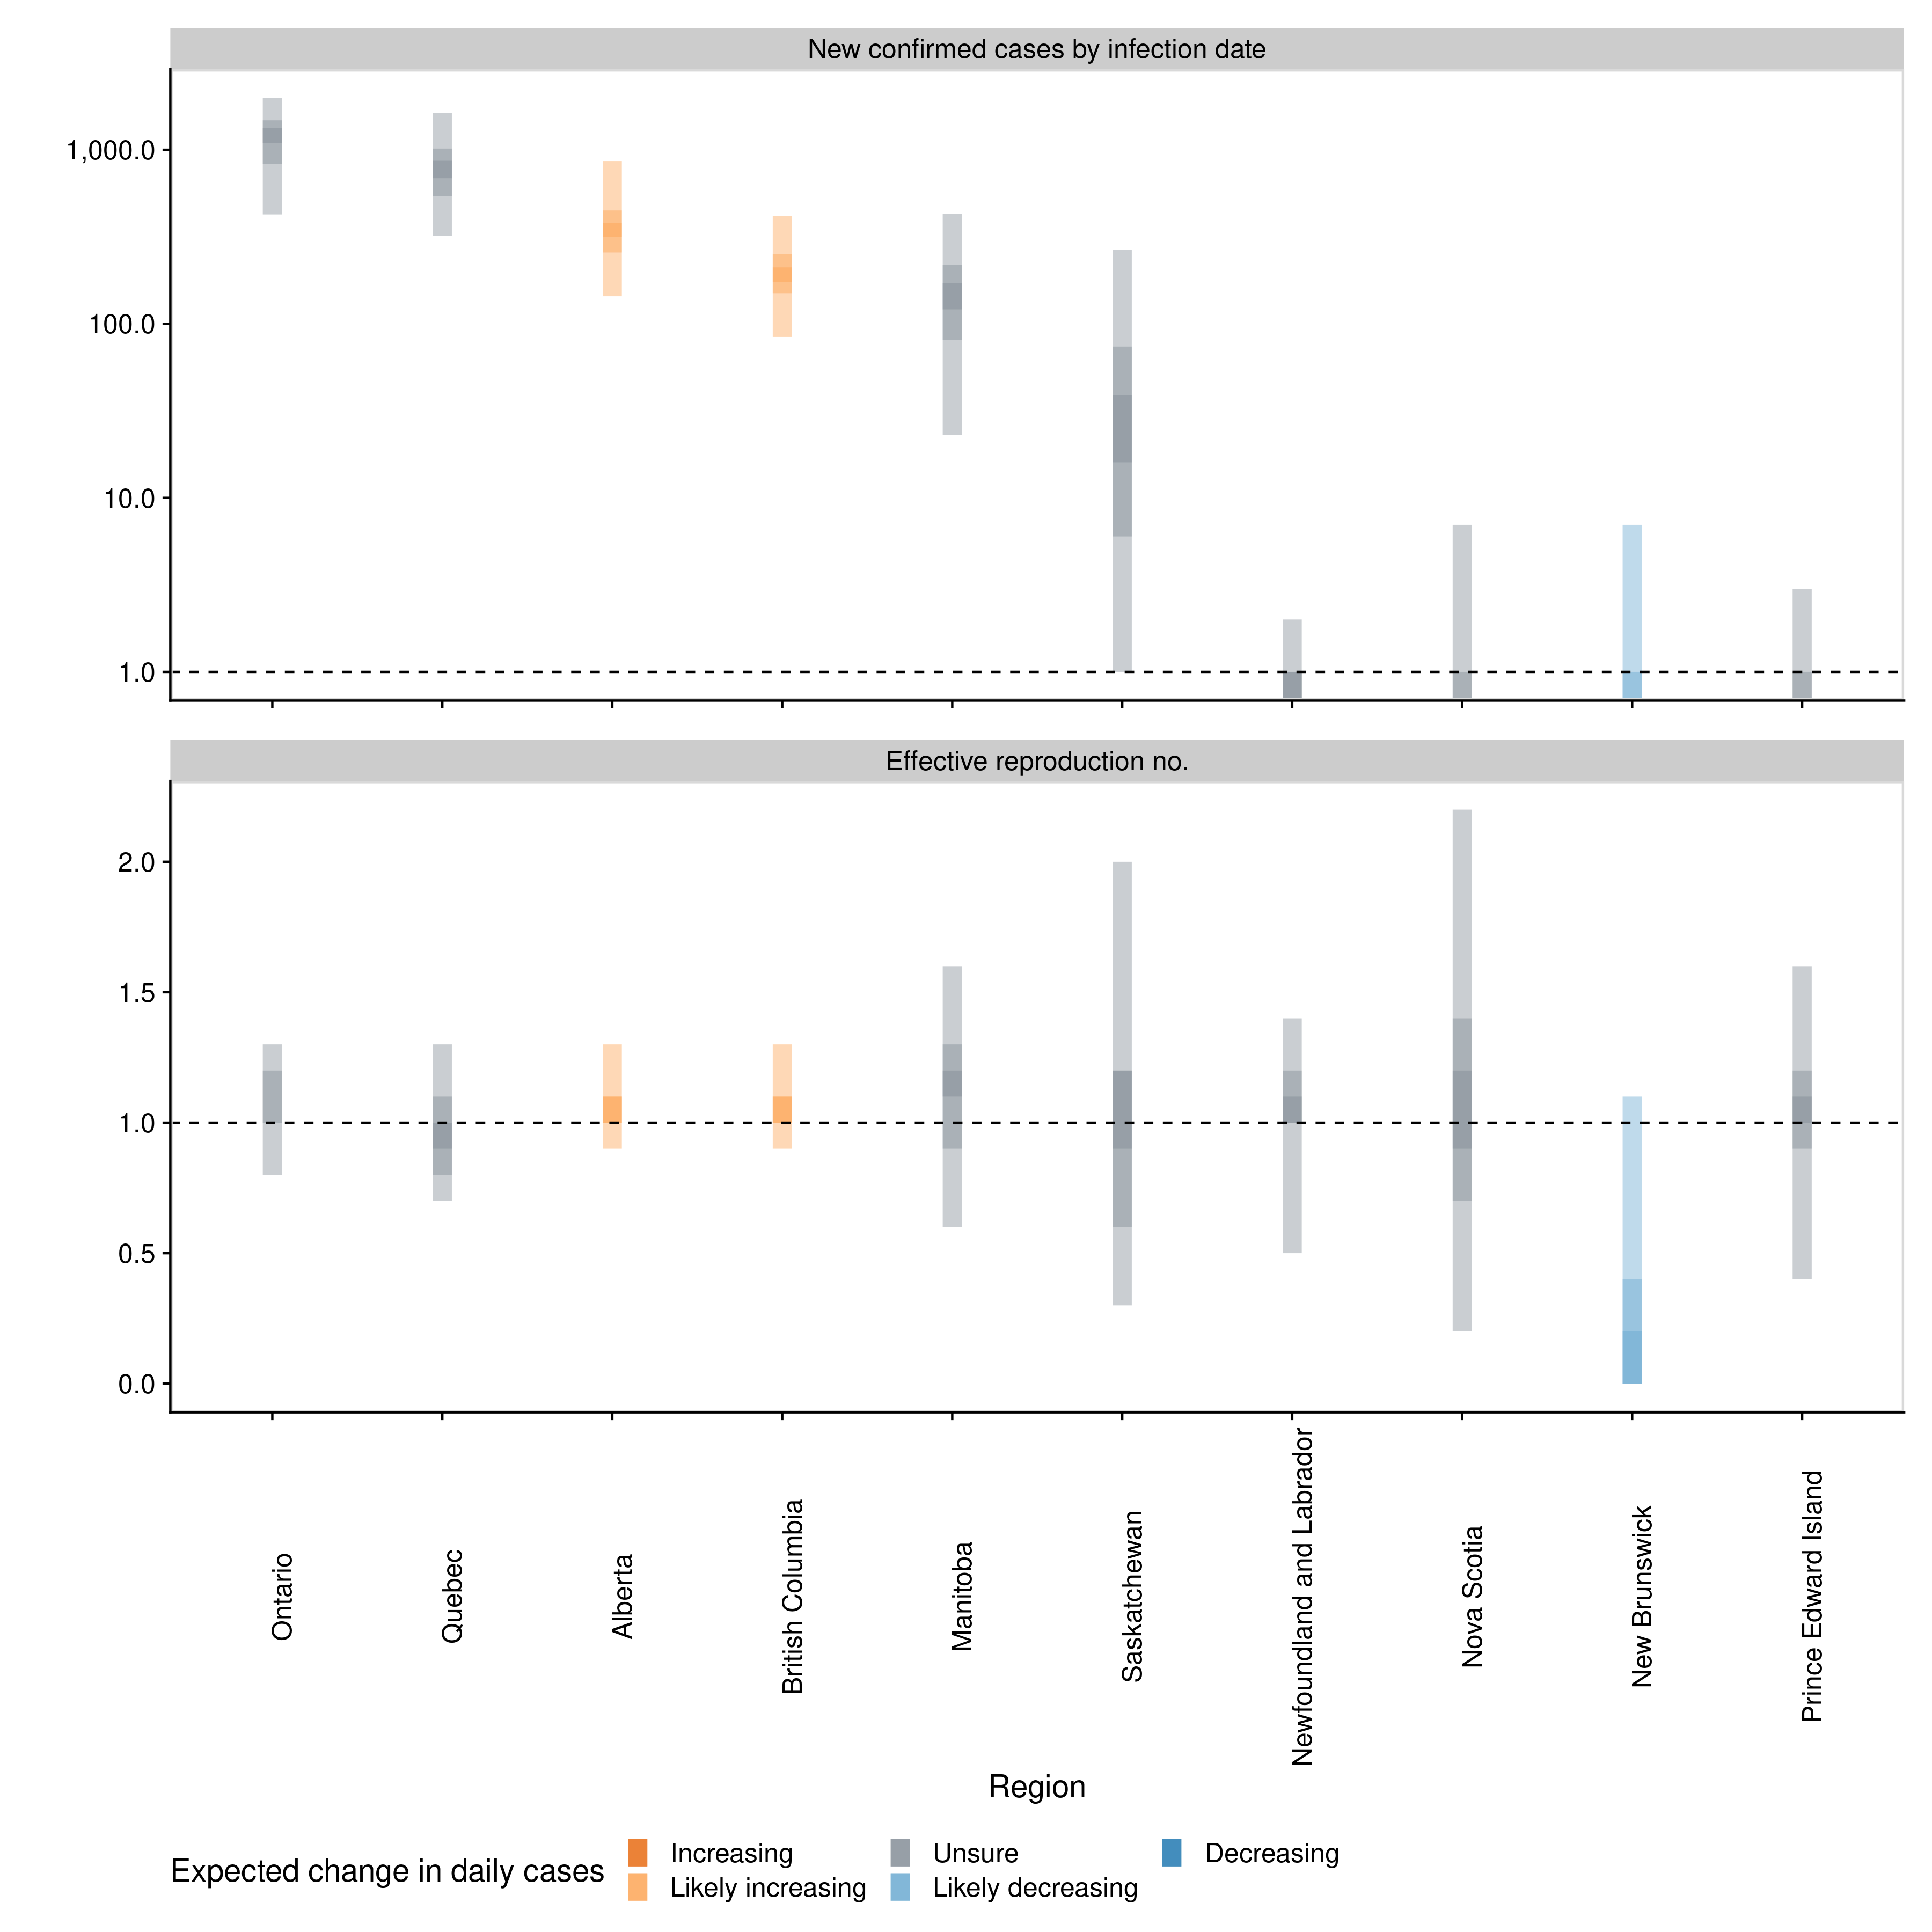 New confirmed cases by infection date
1,000.0
100.0
10.0
1.0
Effective reproduction no.
2.0
1.5
1.0
0.5
0.0
Ontario
Quebec
Alberta
British Columbia
Manitoba
Saskatchewan
Newfoundland and Labrador
Nova Scotia
New Brunswick
Prince Edward Island
Region
Expected change in daily cases
Increasing
Likely increasing
Unsure
Likely decreasing
Decreasing